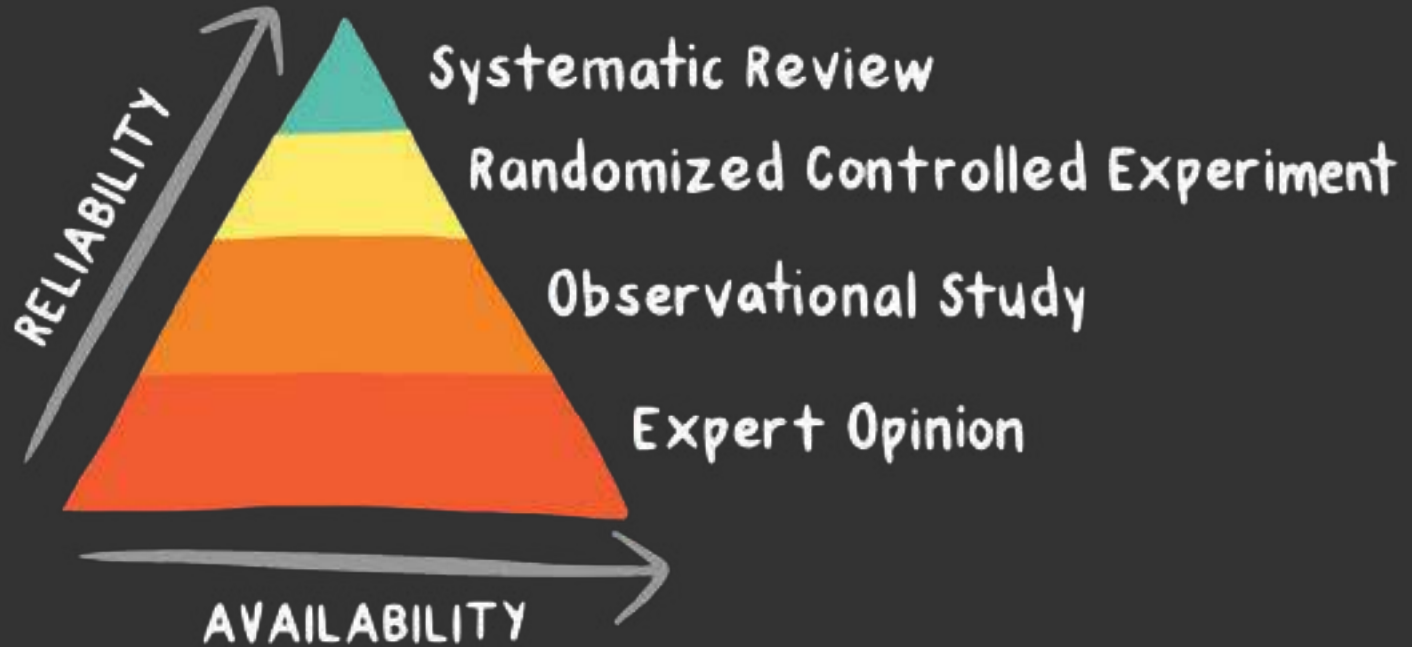 Systematic Review
Randomized Controlled Experiment
Observational Study
Expert Opinion
RELIABILITY
AVAILABILITY